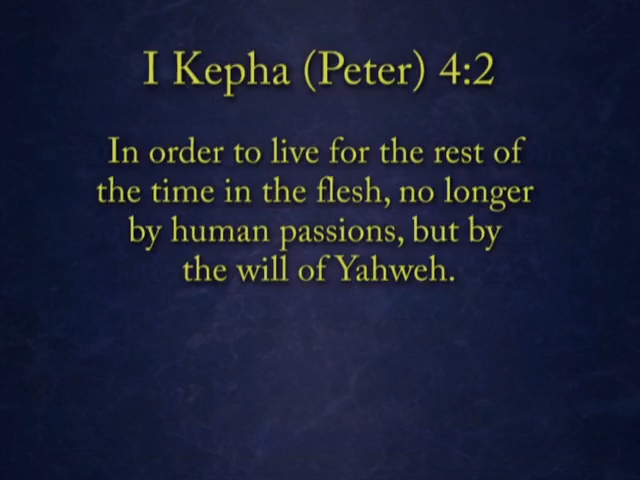 I Kepha (Peter) 4:2
In order to live for the rest of
the time in the flesh, no longer
by human passions, but by
the will of Yahweh.